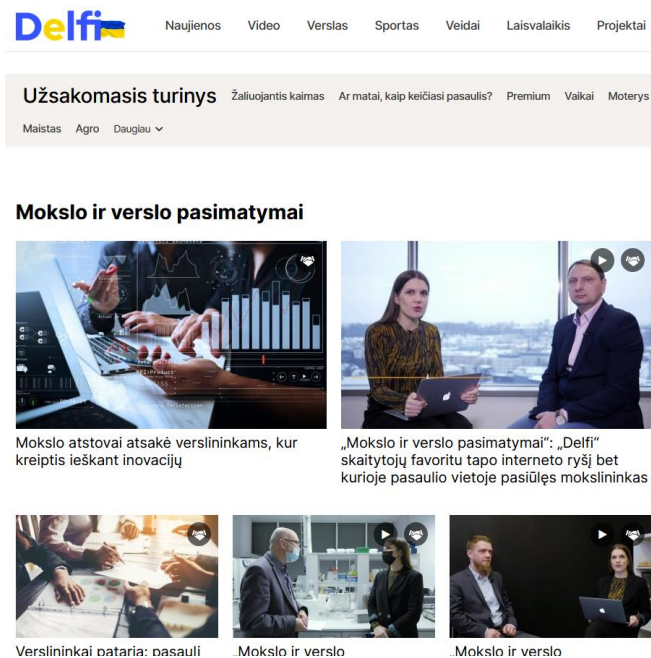 Delfi
Naujienos Video Verslas Sportas Veidai Laisvalaikis Projektai
Užsakomasis turinys Žaliuojantis kaimas Ar matai, kaip keičiasi pasaulis? Premium Vaikai Moterys
Maistas Agro Daugiau
Mokslo ir verslo pasimatymai
Mokslo atstovai atsakė verslininkams, kur
kreiptis ieškant inovacijų
„Mokslo ir verslo pasimatymai“: „Delfi“
skaitytojų favoritu tapo interneto ryšį bet
kurioje pasaulio vietoje pasiūlęs mokslininkas
Verslininkai pataria: pasaulį
„Mokslo ir verslo
„Mokslo ir verslo